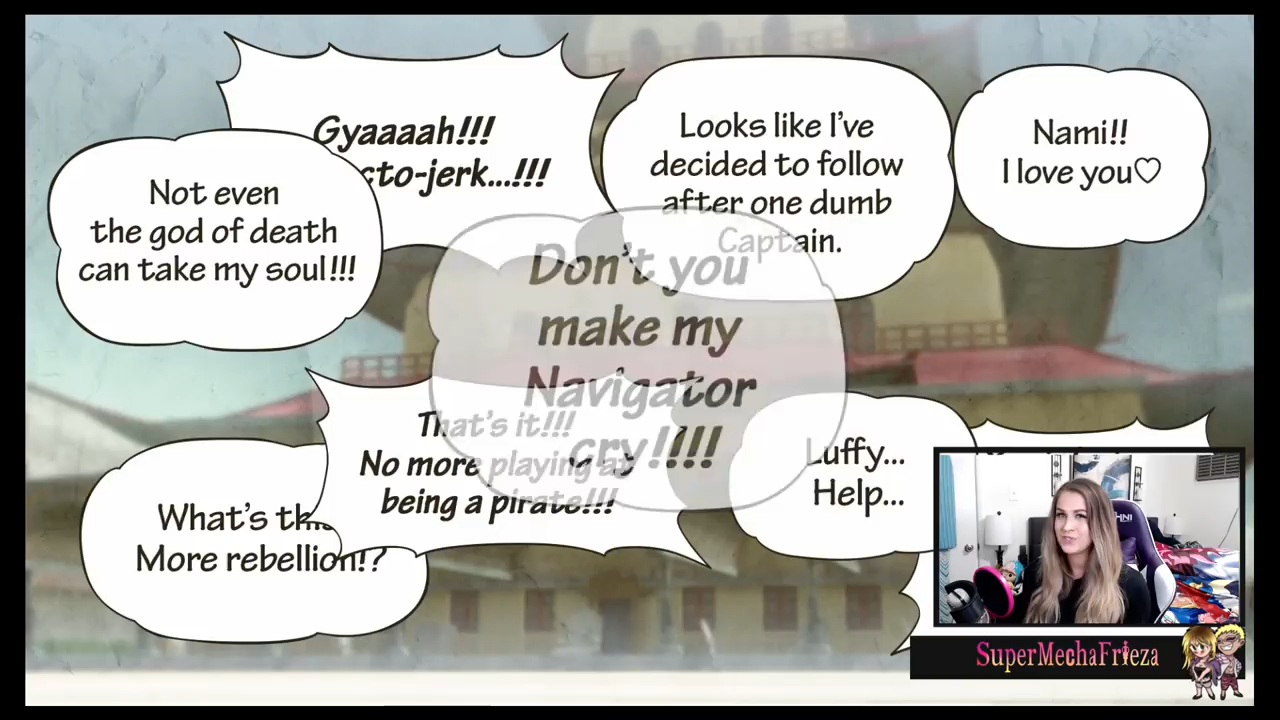 Gyaaaah!!!
cto-jerk...!!!
Not even
the god of death
can take my soul!!!
Looks like I've
decided to follow
after one dumb
Captain.
Nami!!
I love you♡
Don't you
make my
Navigator
cry!!!!
That's it!!!
No more playing at
being a pirate!!!
What's this
More rebellion!?
Luffy...
Help...
HNI
SuperMechaFrieza